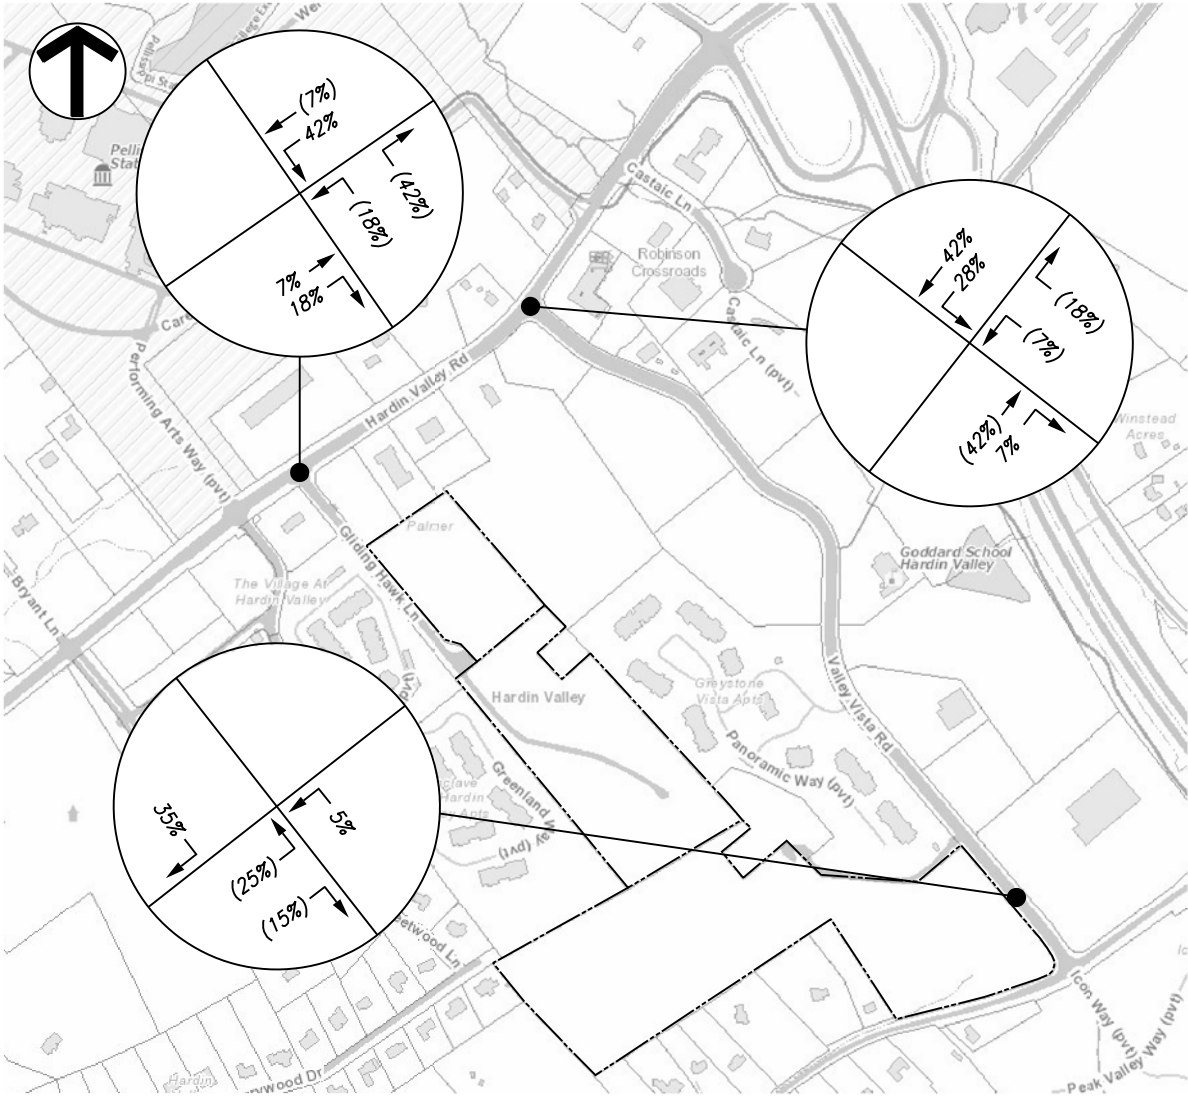 (7%)
42%
(42%)
(18%)
7%
18%
42%
28%
(18%)
(7%)
(42%)
7%
35%
5%
(25%)
(15%)
Castaic Ln
Robinson
Crossroads
Castaic Ln (pvt)
Performing Arts Way (pvt)
Hardin Valley Rd
Winstead
Acres
Palmer
Gliding Hawk Ln
Goddard School
Hardin Valley
The Village At
Hardin Valley
Bryant Ln
Valley Vista Rd
Greystone
Vista Apts
Hardin Valley
Panoramic Way (pvt)
Greenland Way (pvt)
Icon Way (pvt)
Peak Valley Way (pvt)
Hardin